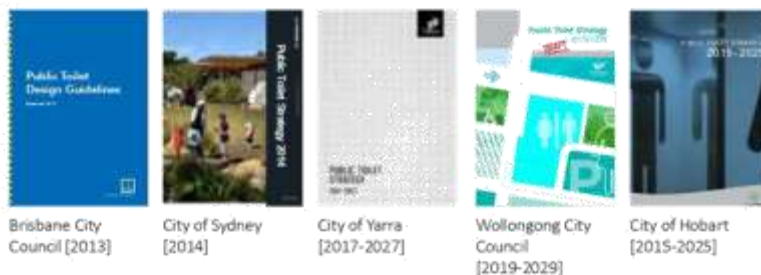 Public Toilet
Design Guidelines
Public Toilet Strategy 2014
PUBLIC TOILET
STRATEGY
Public Toilet Strategy
DRAFT
2015-2025
Brisbane City
Council [2013]
City of Sydney
[2014]
City of Yarra
[2017-2027]
Wollongong City
Council
[2019-2029]
City of Hobart
[2015-2025]